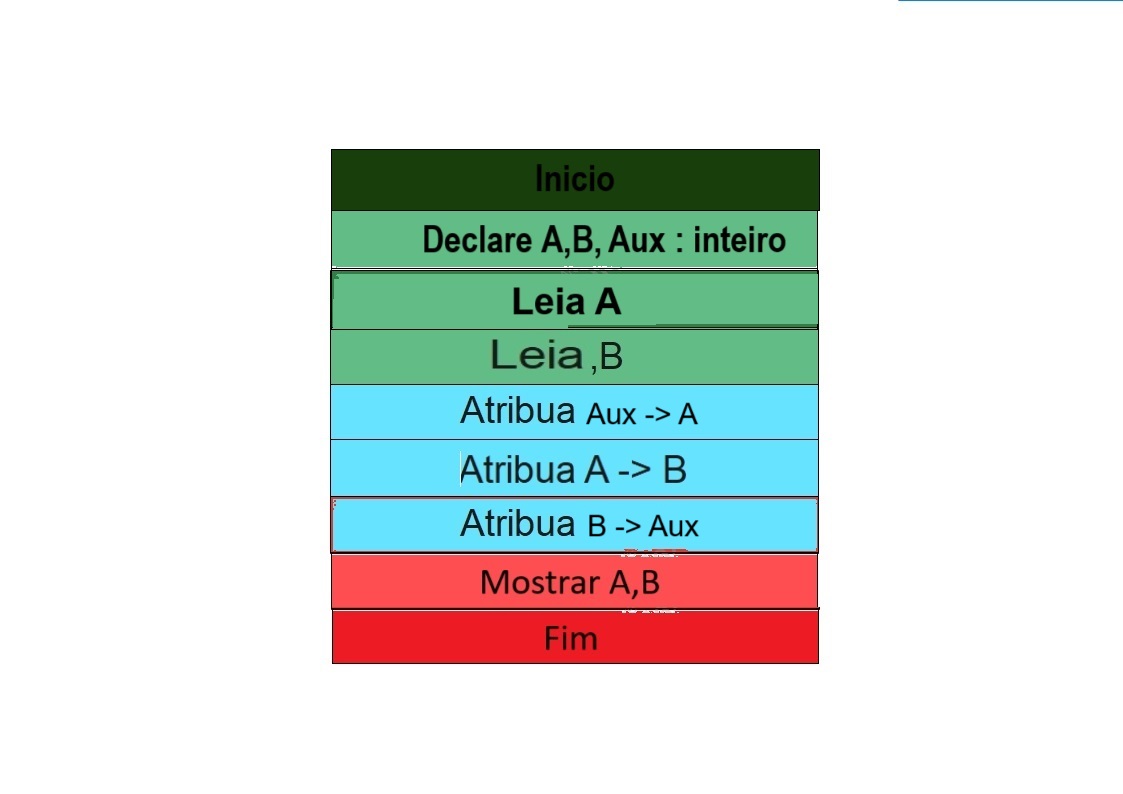 Inicio
Declare A,B, Aux : inteiro
Leia A
Leia ,B
Atribua Aux -> A
Atribua A -> B
Atribua B -> Aux
Mostrar A,B
Fim